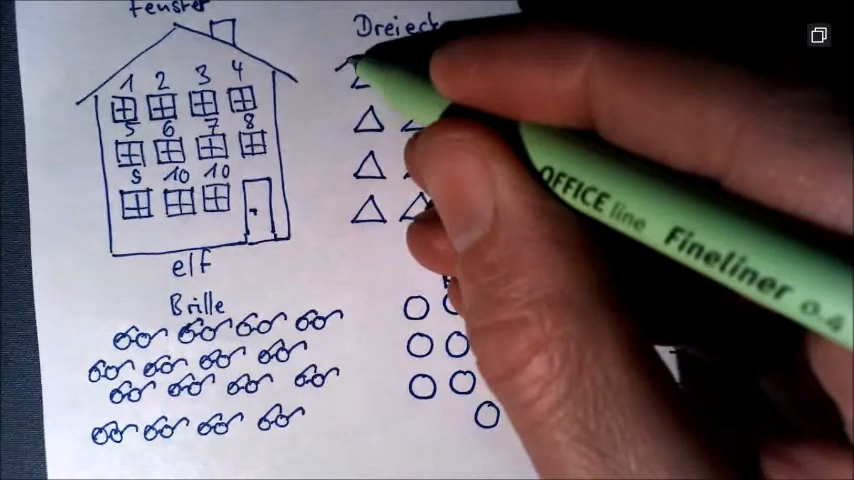 Fenster
Dreieck
1 2 3 4
5 6 7 8
9 10 10
elf
Brille
OFFICE line Fineliner 0.4